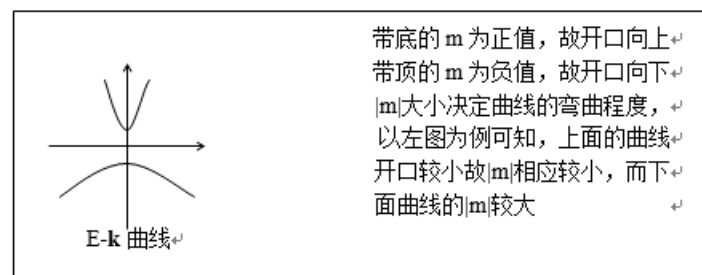 带底的 m 为正值，故开口向上
带顶的 m 为负值，故开口向下
|m|大小决定曲线的弯曲程度，
以左图为例可知，上面的曲线
开口较小故|m|相应较小，而下
面曲线的|m|较大
E-k 曲线